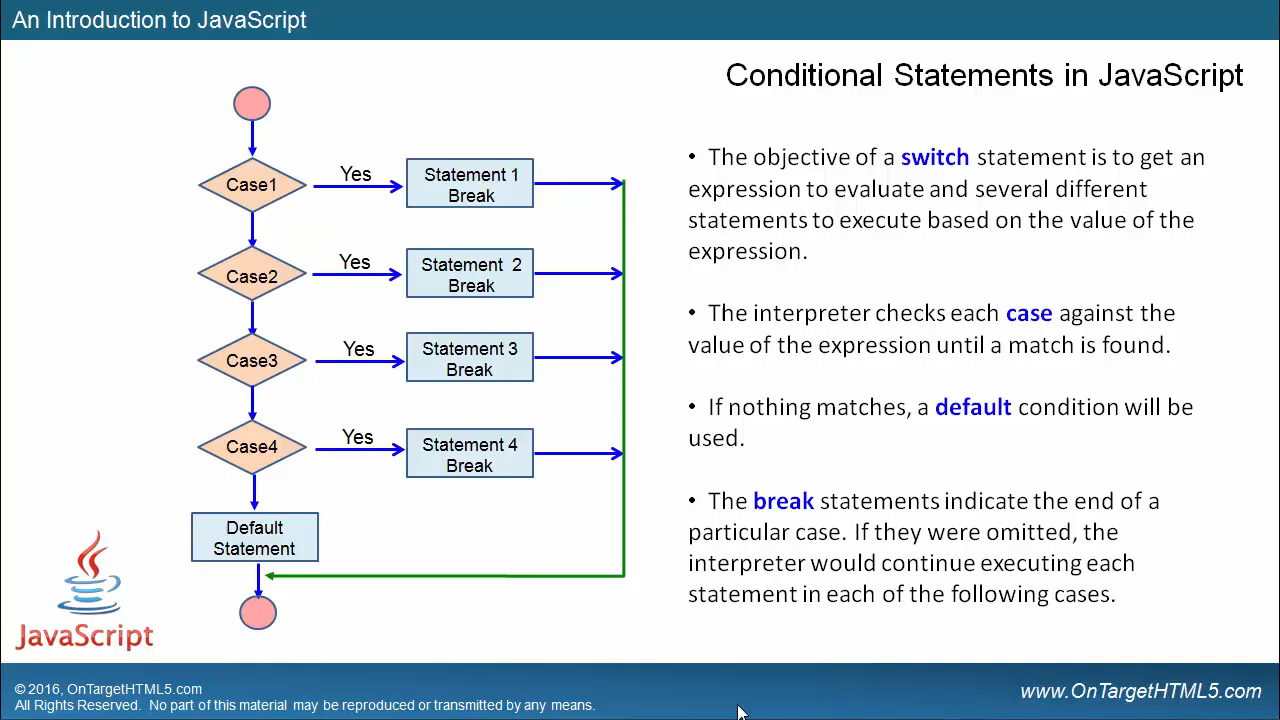 An Introduction to JavaScript
Conditional Statements in JavaScript
Case1
Yes
Statement 1
Break
Case2
Yes
Statement 2
Break
Case3
Yes
Statement 3
Break
Case4
Yes
Statement 4
Break
Default
Statement
JavaScript
• The objective of a switch statement is to get an
expression to evaluate and several different
statements to execute based on the value of the
expression.
• The interpreter checks each case against the
value of the expression until a match is found.
• If nothing matches, a default condition will be
used.
• The break statements indicate the end of a
particular case. If they were omitted, the
interpreter would continue executing each
statement in each of the following cases.
© 2016, OnTargetHTML5.com
All Rights Reserved. No part of this material may be reproduced or transmitted by any means.
www.OnTargetHTML5.com